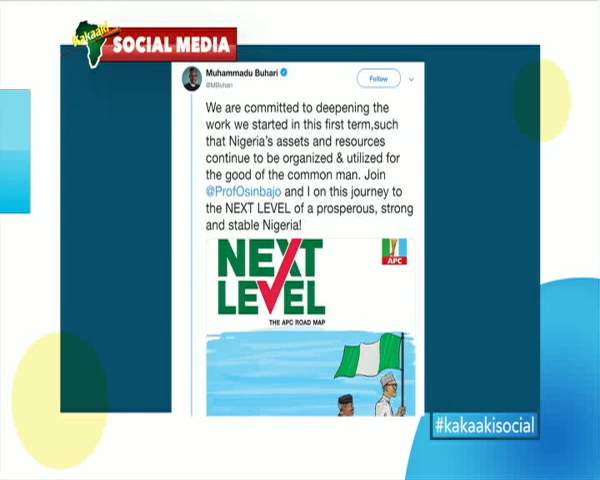 Kakaaki
SOCIAL MEDIA
Muhammadu Buhari
@MBuhari
Follow
We are committed to deepening the
work we started in this first term,such
that Nigeria's assets and resources
continue to be organized & utilized for
the good of the common man. Join
@ProfOsinbajo and I on this journey to
the NEXT LEVEL of a prosperous, strong
and stable Nigeria!
NEXT
LEVEL
APC
THE APC ROAD MAP
#kakaakisocial